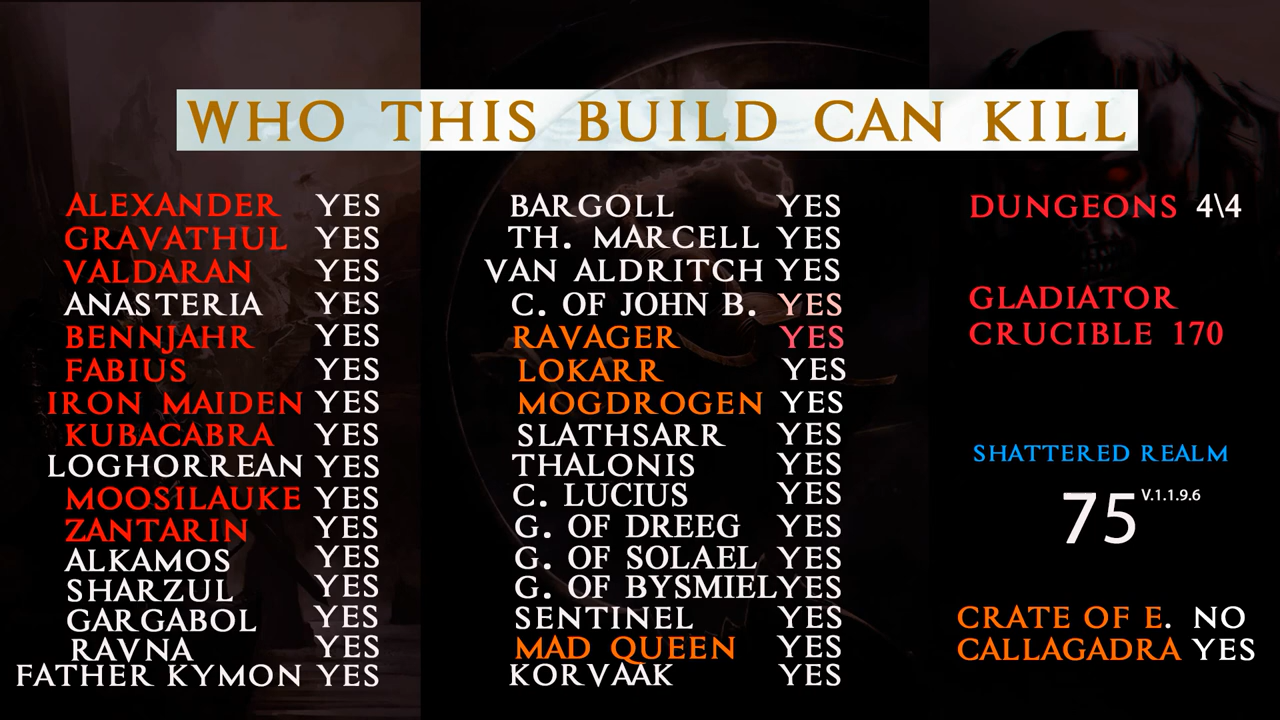 WHO THIS BUILD CAN KILL
ALEXANDER YES
GRAVATHUL YES
VALDARAN YES
ANASTERIA YES
BENNJAHR YES
FABIUS YES
IRON MAIDEN YES
KUBACABRA YES
LOGHORREAN YES
MOOSILAUKE YES
ZANTARIN YES
ALKAMOS YES
SHARZUL YES
GARGABOL YES
RAVNA YES
FATHER KYMON YES
BARGOLL YES
TH. MARCELL YES
VAN ALDRITCH YES
C. OF JOHN B. YES
RAVAGER YES
LOKARR YES
MOGDROGEN YES
SLATHSARR YES
THALONIS YES
C. LUCIUS YES
G. OF DREEG YES
G. OF SOLAEL YES
G. OF BYSMIEL YES
SENTINEL YES
MAD QUEEN YES
KORVAAK YES
DUNGEONS 4\4
GLADIATOR
CRUCIBLE 170
SHATTERED REALM
75 V.1.1.9.6
CRATE OF E. NO
CALLAGADRA YES